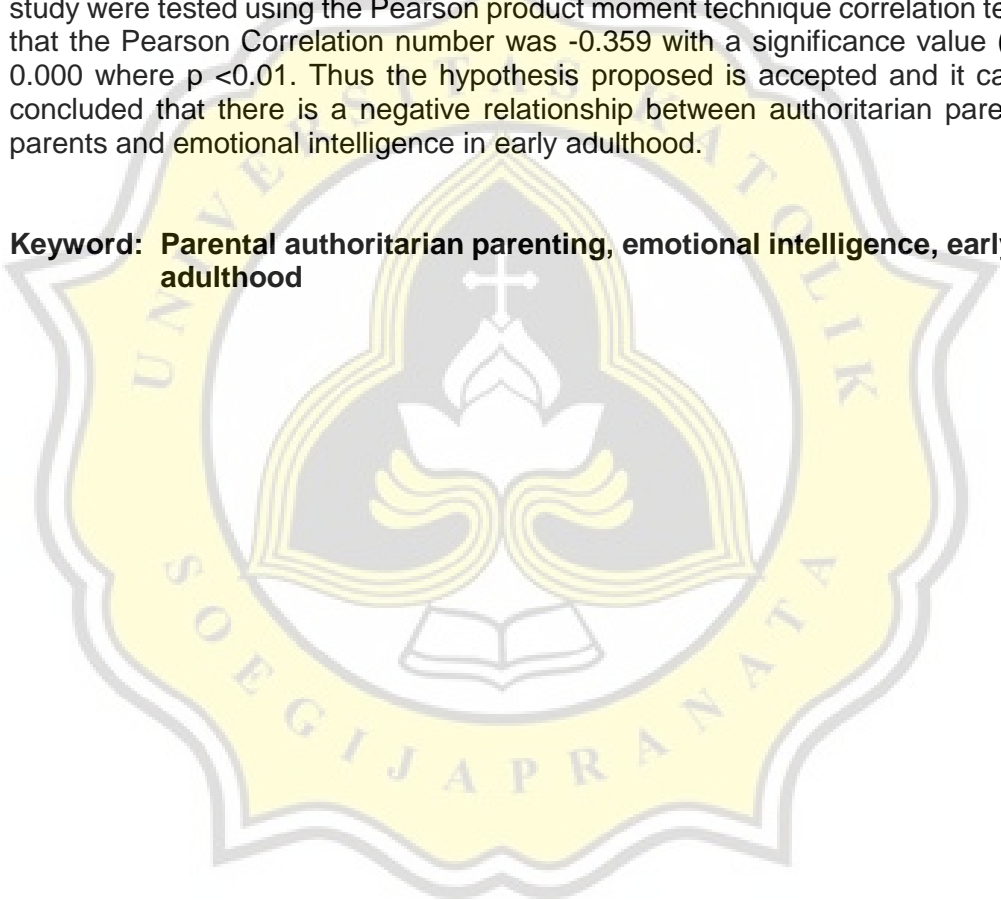 study were tested using the Pearson product moment technique correlation
that the Pearson Correlation number was -0.359 with a significance value
0.000 where p <0.01. Thus the hypothesis proposed is accepted and it
concluded that there is a negative relationship between authoritarian
parents and emotional intelligence in early adulthood.
Keyword: Parental authoritarian parenting, emotional intelligence, early
adulthood
UNIVERSITAS KATOLIK
SOEGIJAPRANATA